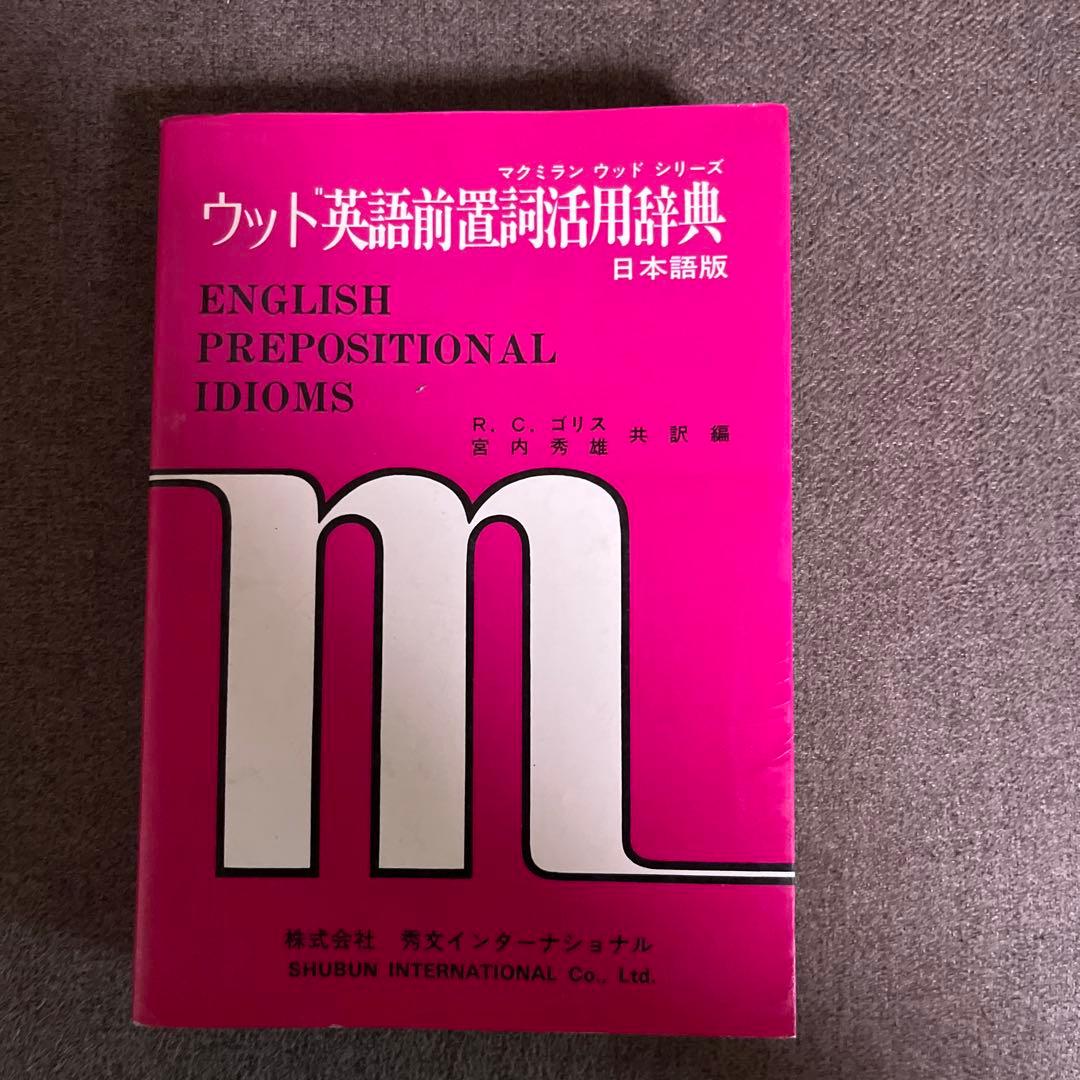 マクミラン ウッド シリーズ
ウッド英語前置詞活用辞典
日本語版
ENGLISH
PREPOSITIONAL
IDIOMS
R. C. ゴリス
宮内秀雄 共訳編
m
株式会社 秀文インターナショナル
SHUBUN INTERNATIONAL Co., Ltd.